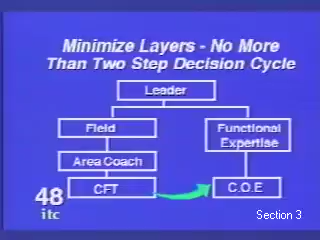 Minimize Layers - No More
Than Two Step Decision Cycle
Leader
Field
Functional
Expertise
Area Coach
CFT
C.O.E
48
itc
Section 3